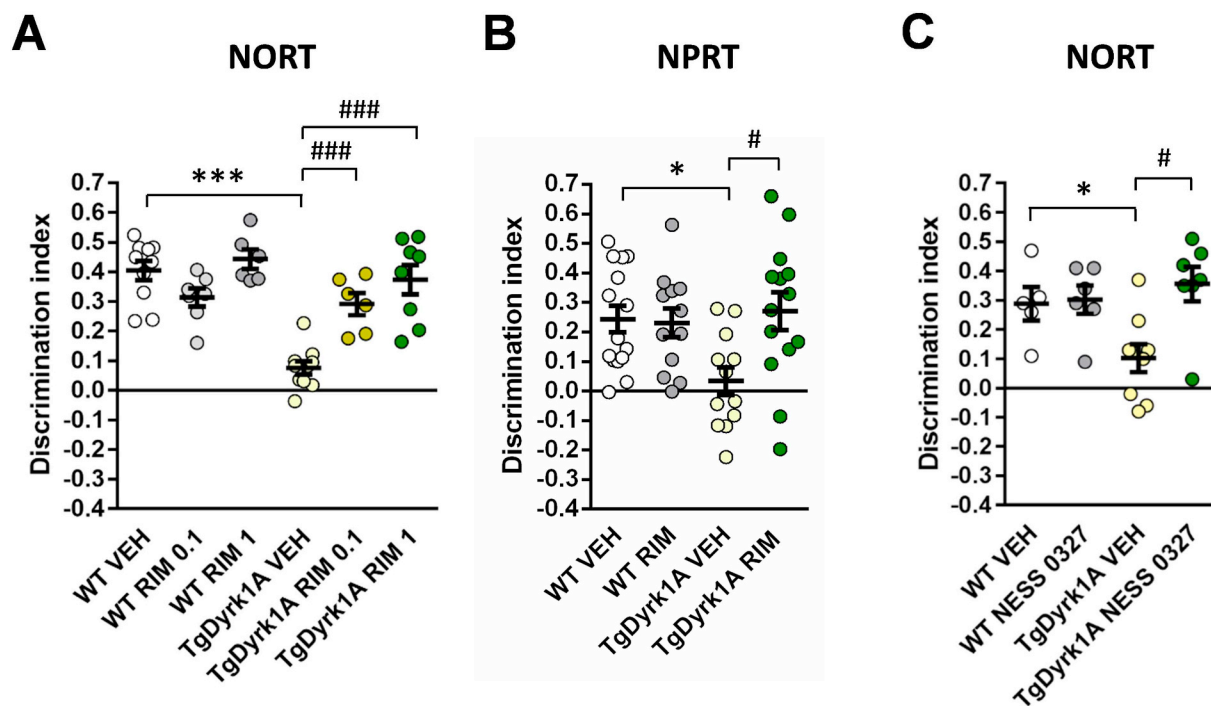 A
NORT
###
###
***
Discrimination index
0.7
0.6
0.5
0.4
0.3
0.2
0.1
0.0
-0.1
-0.2
-0.3
-0.4
WT VEH
WT RIM 0.1
WT RIM 1
TgDyrk1A VEH
TgDyrk1A RIM 0.1
TgDyrk1A RIM 1
B
NPRT
#
*
Discrimination index
0.7
0.6
0.5
0.4
0.3
0.2
0.1
0.0
-0.1
-0.2
-0.3
-0.4
WT VEH
WT RIM
TgDyrk1A VEH
TgDyrk1A RIM
C
NORT
#
*
Discrimination index
0.7
0.6
0.5
0.4
0.3
0.2
0.1
0.0
-0.1
-0.2
-0.3
-0.4
WT VEH
WT NESS 0327
TgDyrk1A VEH
TgDyrk1A NESS 0327